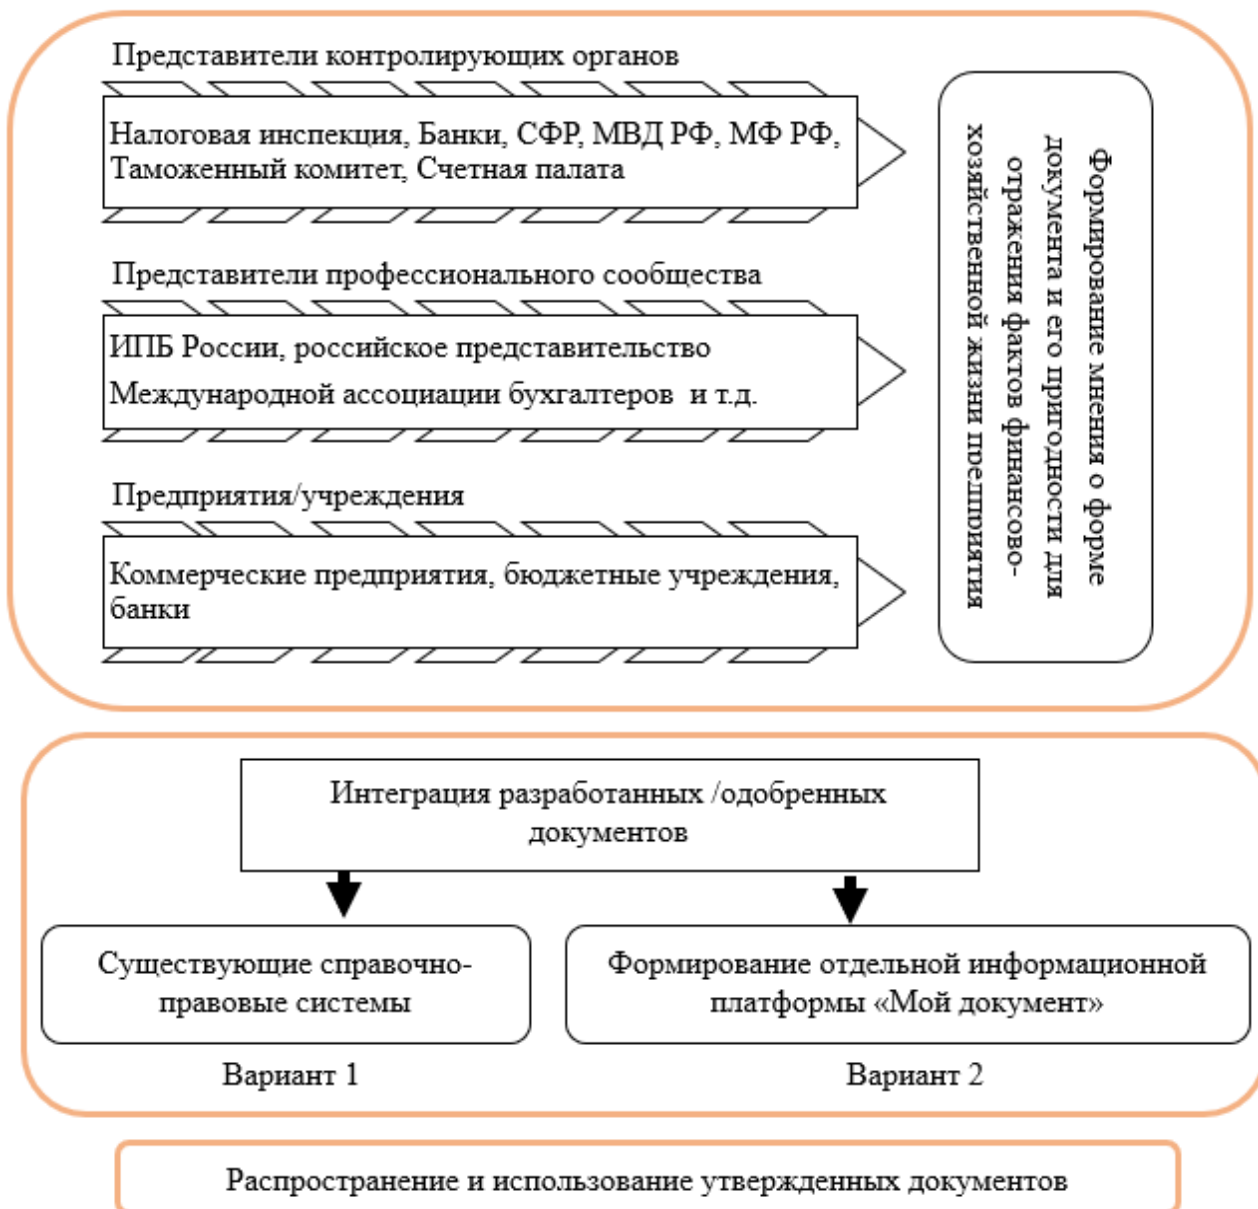 Представители контролирующих органов
Налоговая инспекция, Банки, СФР, МВД РФ, МФ РФ,
Таможенный комитет, Счетная палата
Представители профессионального сообщества
ИПБ России, российское представительство
Международной ассоциации бухгалтеров и т.д.
Предприятия/учреждения
Коммерческие предприятия, бюджетные учреждения,
банки
Формирование мнения о форме
документа и его пригодности для
отражения фактов финансово-
хозяйственной жизни предприятия
Интеграция разработанных /одобренных
документов
Существующие справочно-
правовые системы
Вариант 1
Формирование отдельной информационной
платформы «Мой документ»
Вариант 2
Распространение и использование утвержденных документов